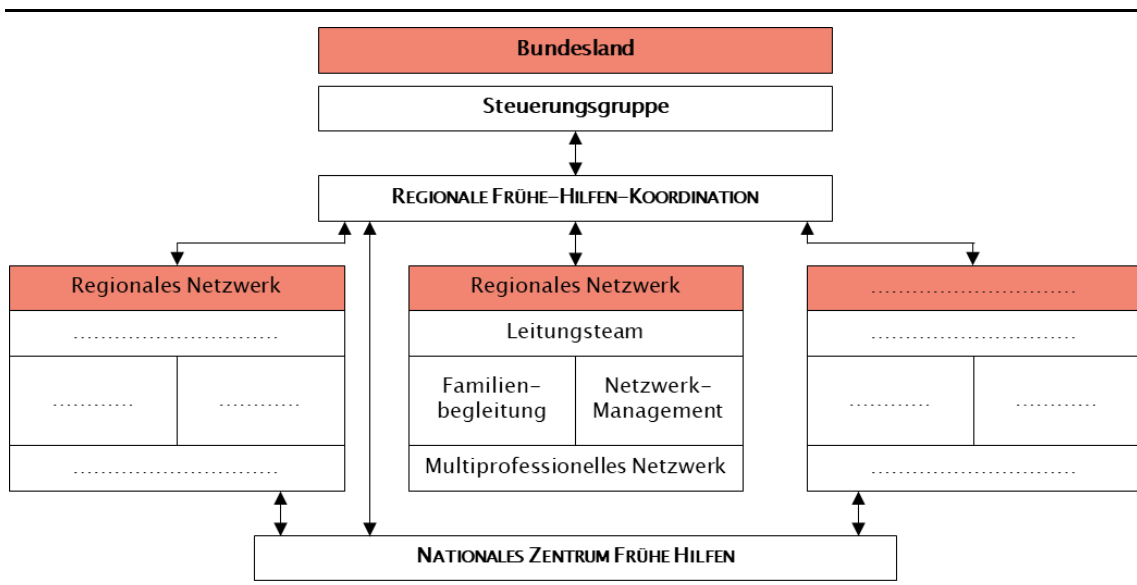 Bundesland
Steuerungsgruppe
REGIONALE FRÜHE-HILFEN-KOORDINATION
Regionales Netzwerk
..............................
............ ............
..............................
Regionales Netzwerk
Leitungsteam
Familien-
begleitung
Netzwerk-
Management
Multiprofessionelles Netzwerk
..............................
..............................
............ ............
..............................
NATIONALES ZENTRUM FRÜHE HILFEN